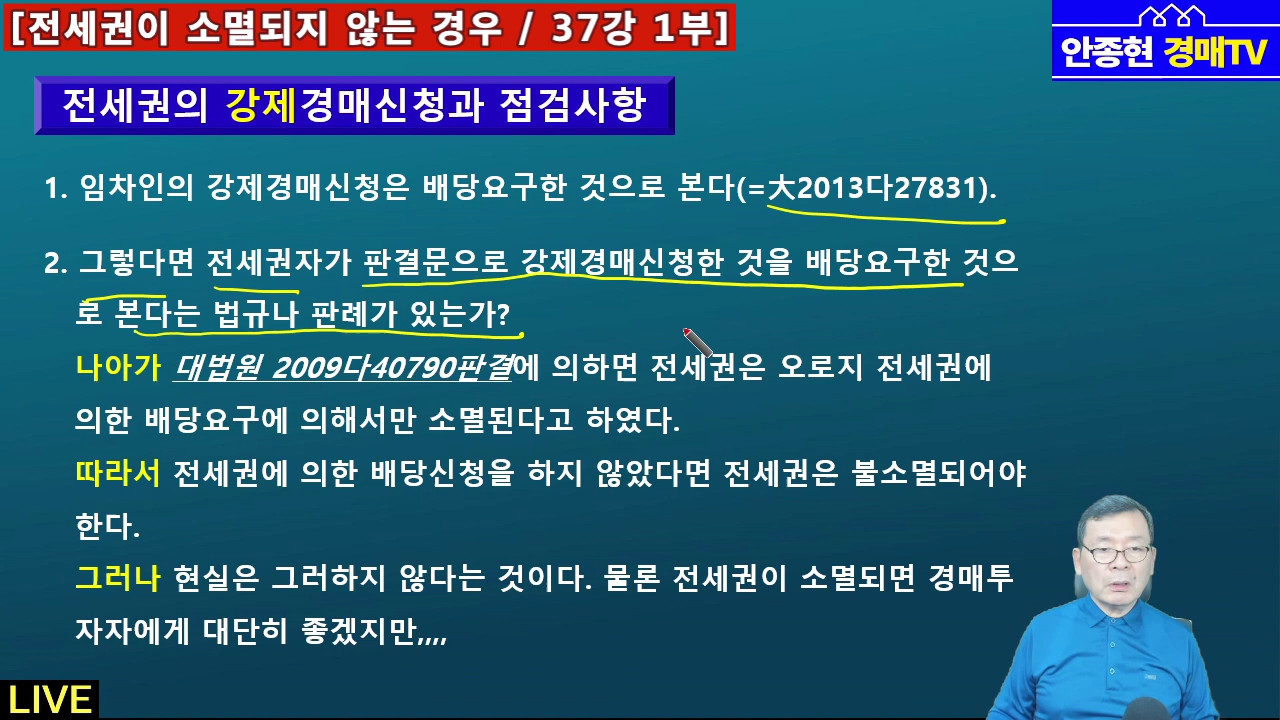 [전세권이 소멸되지 않는 경우 / 37강 1부]
안종현 경매TV
전세권의 강제경매신청과 점검사항
1. 임차인의 강제경매신청은 배당요구한 것으로 본다(=大2013다27831).
2. 그렇다면 전세권자가 판결문으로 강제경매신청한 것을 배당요구한 것으
로 본다는 법규나 판례가 있는가?
나아가 대법원 2009다40790판결에 의하면 전세권은 오로지 전세권에
의한 배당요구에 의해서만 소멸된다고 하였다.
따라서 전세권에 의한 배당신청을 하지 않았다면 전세권은 불소멸되어야
한다.
그러나 현실은 그러하지 않다는 것이다. 물론 전세권이 소멸되면 경매투
자자에게 대단히 좋겠지만,,,,
LIVE